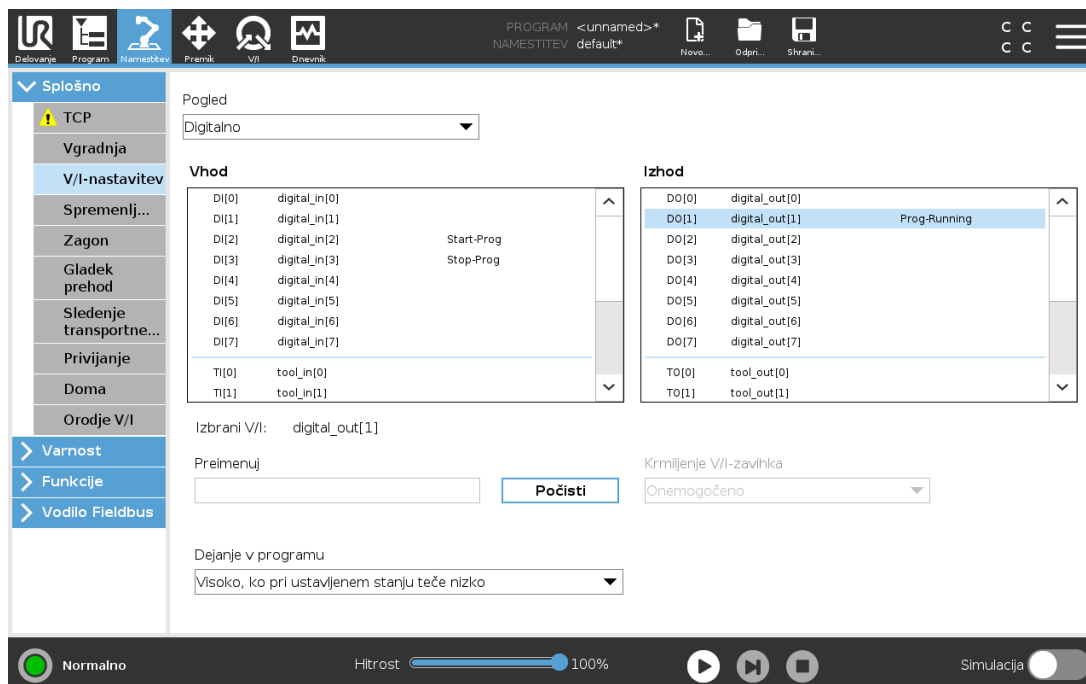 UR
PROGRAM <unnamed>*
NAMESTITEV default*
C C
C C
Delovanje Program Namestitev Premik V/I Dnevnik Novo... Odpri... Shrani...
Splošno
TCP
Vgradnja
V/I-nastavitev
Spremenlj...
Zagon
Gladek
prehod
Sledenje
transportne...
Privijanje
Doma
Orodje V/I
Varnost
Funkcije
Vodilo Fieldbus
Pogled
Digitalno
Vhod
DI[0] digital_in[0]
DI[1] digital_in[1]
DI[2] digital_in[2] Start-Prog
DI[3] digital_in[3] Stop-Prog
DI[4] digital_in[4]
DI[5] digital_in[5]
DI[6] digital_in[6]
DI[7] digital_in[7]
TI[0] tool_in[0]
TI[1] tool_in[1]
Izhod
DO[0] digital_out[0]
DO[1] digital_out[1] Prog-Running
DO[2] digital_out[2]
DO[3] digital_out[3]
DO[4] digital_out[4]
DO[5] digital_out[5]
DO[6] digital_out[6]
DO[7] digital_out[7]
TO[0] tool_out[0]
TO[1] tool_out[1]
Izbrani V/I: digital_out[1]
Preimenuj
Počisti
Krmiljenje V/I-zavihka
Onemogočeno
Dejanje v programu
Visoko, ko pri ustavljenem stanju teče nizko
Normalno
Hitrost 100%
Simulacija